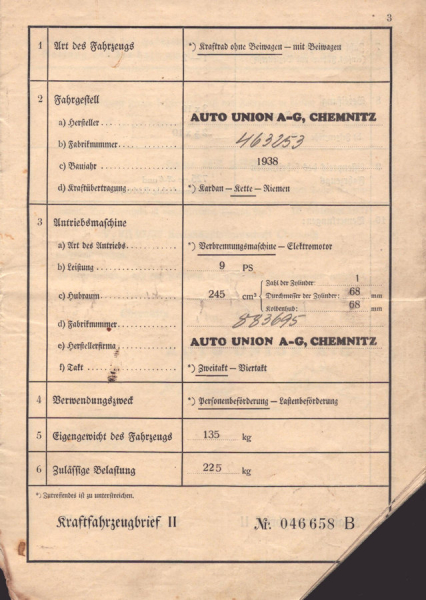 3
1 Art des Fahrzeugs *) Kraftrad ohne Beiwagen — mit Beiwagen
2 Fahrgestell
a) Hersteller AUTO UNION A-G, CHEMNITZ
b) Fabriknummer 463253
c) Baujahr 1938
d) Kraftübertragung *) Kardan — Kette — Riemen
3 Antriebsmaschine
a) Art des Antriebs *) Verbrennungsmaschine — Elektromotor
b) Leistung 9 PS
c) Hubraum 245 cm³
Zahl der Zylinder: 1
Durchmesser der Zylinder: 68 mm
Kolbenhub: 68 mm
d) Fabriknummer 883695
e) Herstellerfirma AUTO UNION A-G, CHEMNITZ
f) Takt *) Zweitakt — Viertakt
4 Verwendungszweck *) Personenbeförderung — Lastenbeförderung
5 Eigengewicht des Fahrzeugs 135 kg
6 Zulässige Belastung 225 kg
*) Zutreffendes ist zu unterstreichen.
Kraftfahrzeugbrief II Nr. 046658 B